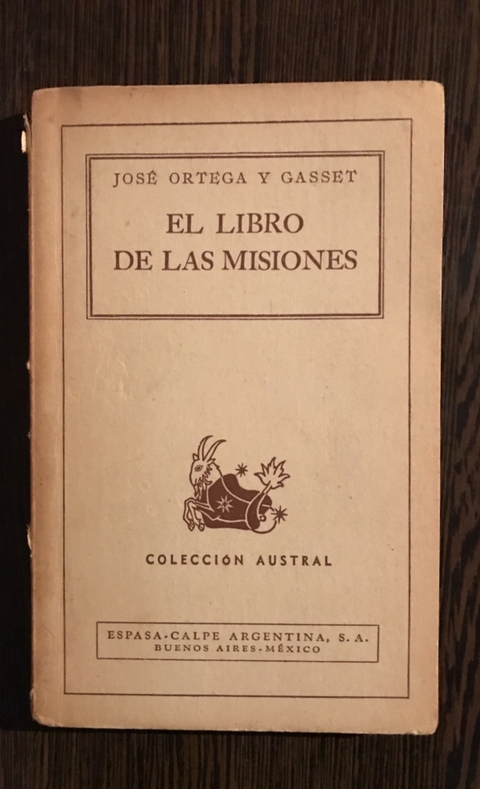 JOSÉ ORTEGA Y GASSET
EL LIBRO
DE LAS MISIONES
COLECCIÓN AUSTRAL
ESPASA-CALPE ARGENTINA, S. A.
BUENOS AIRES-MÉXICO